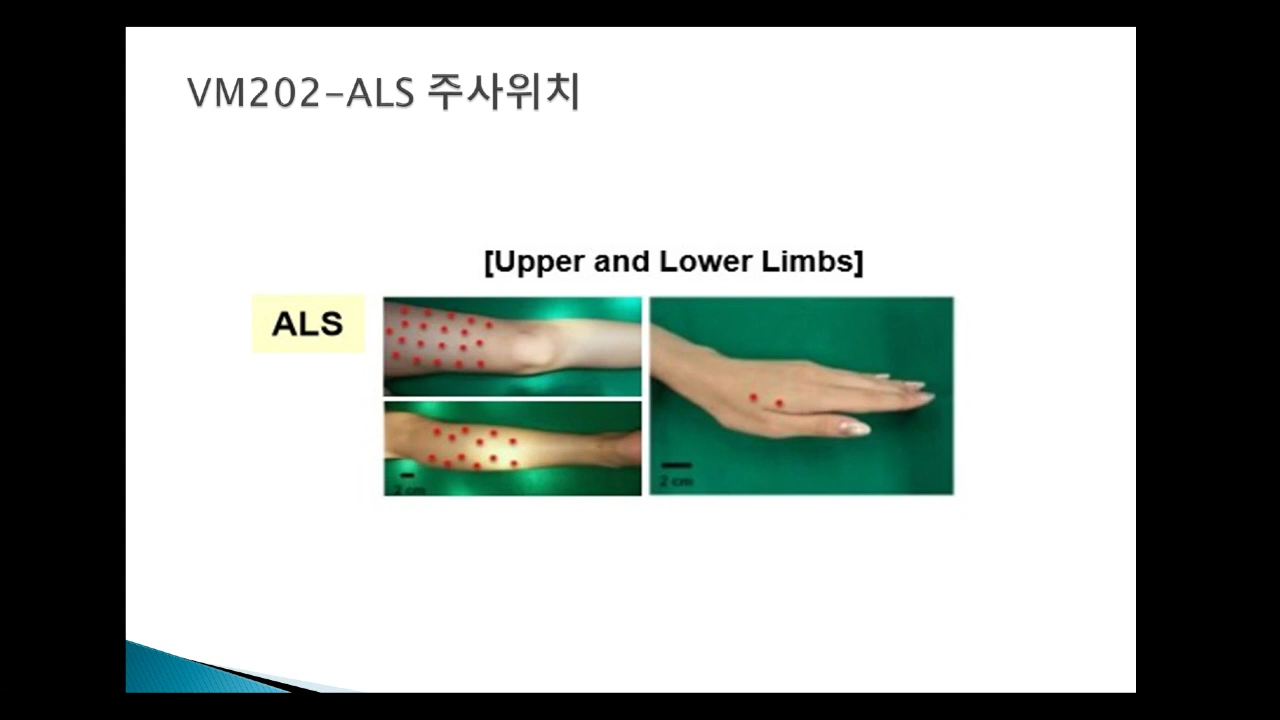 VM202-ALS 주사위치
[Upper and Lower Limbs]
ALS
2 cm
2 cm